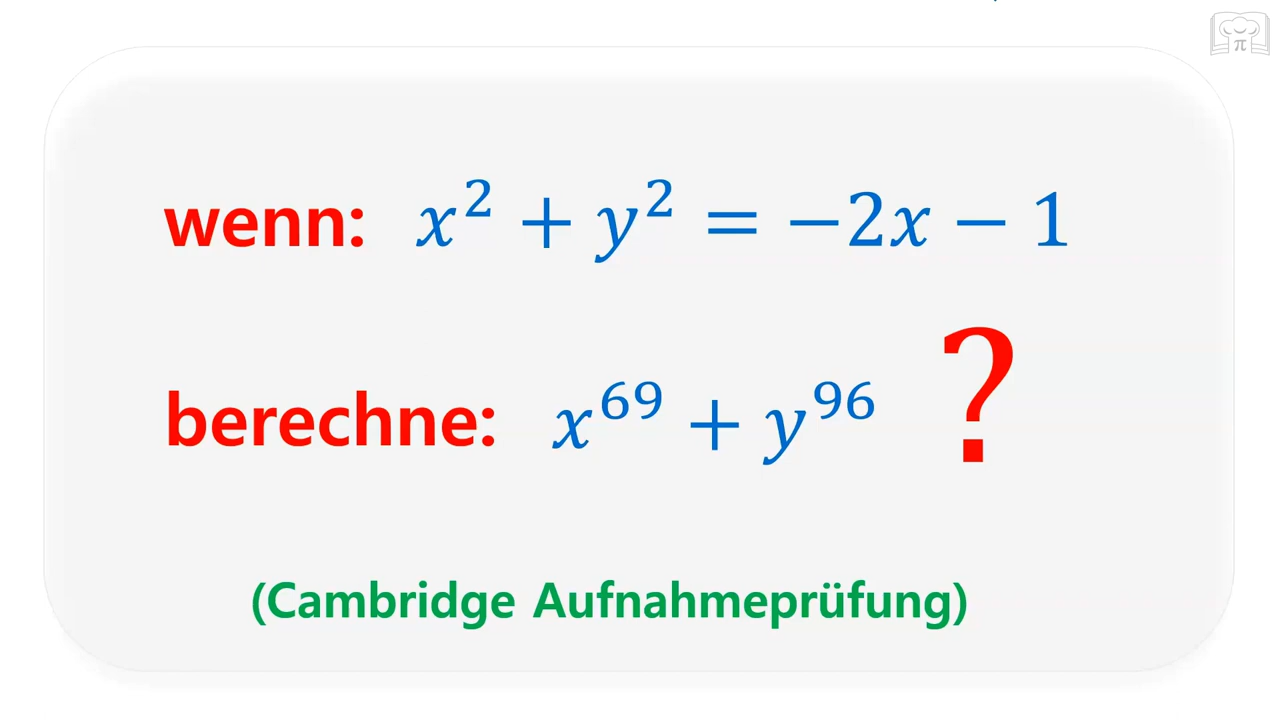 wenn: x² + y² = −2x − 1
berechne: x⁶⁹ + y⁹⁶ ?
(Cambridge Aufnahmeprüfung)
π